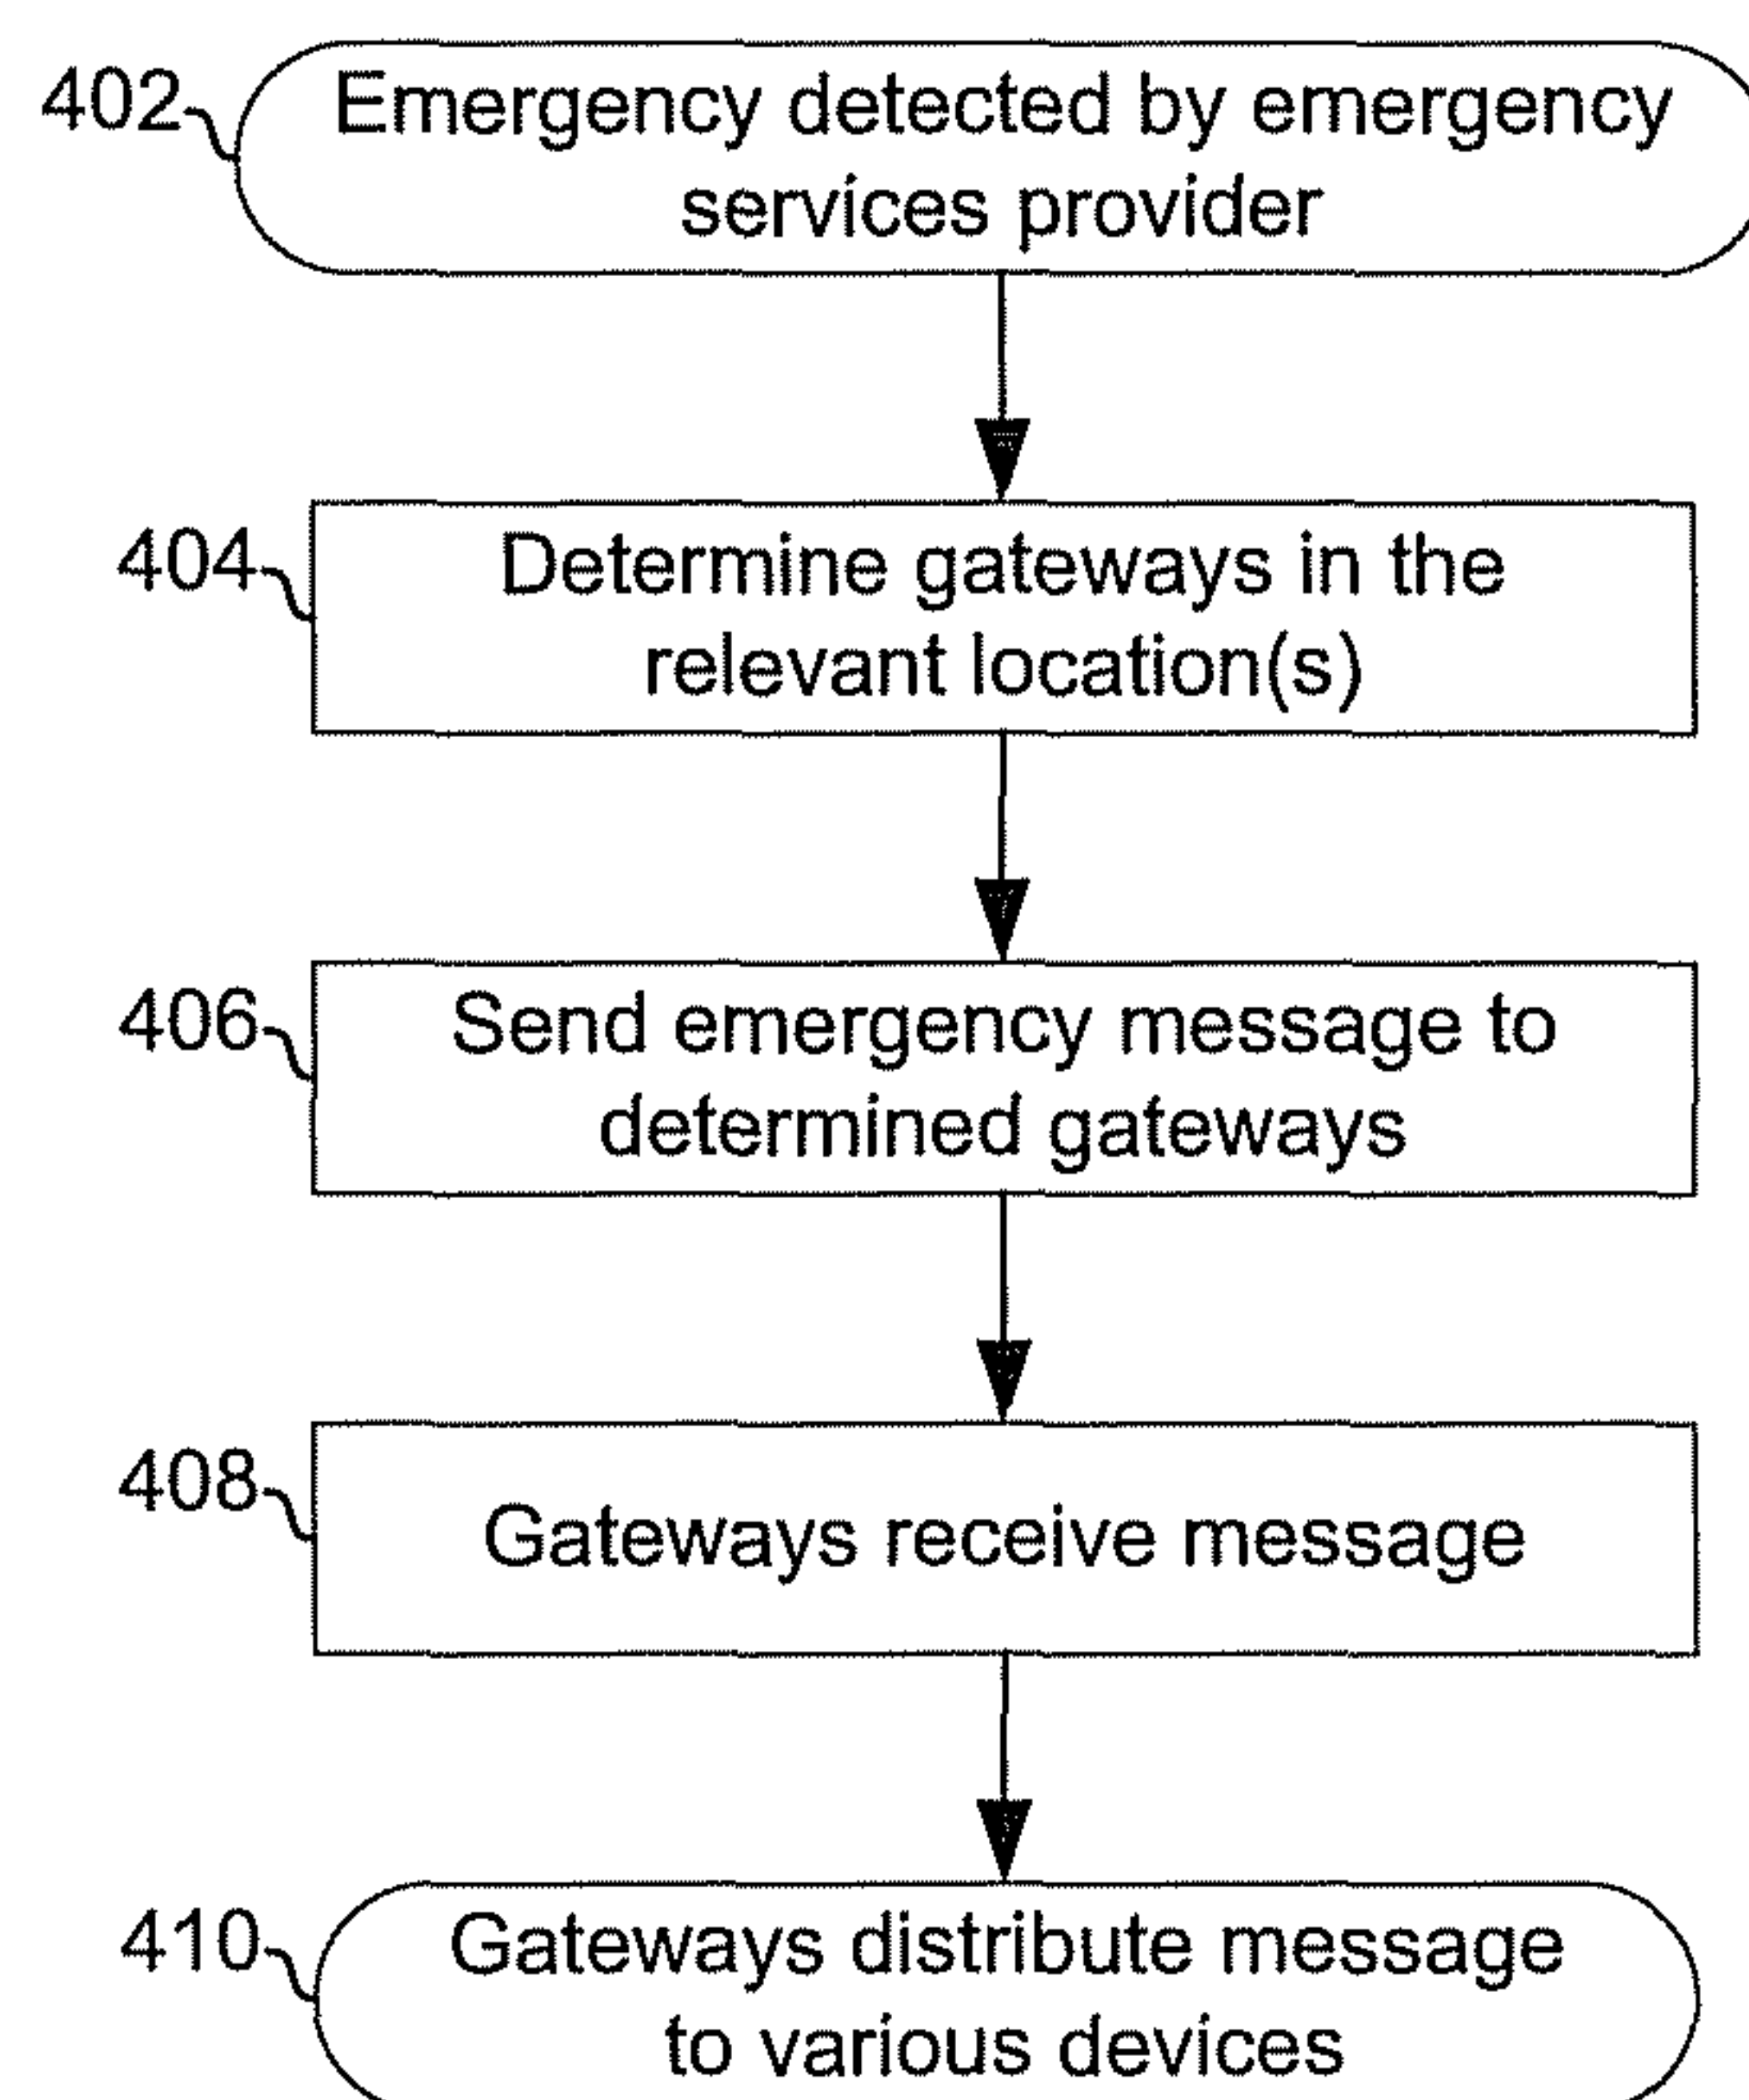 402
Emergency detected by emergency
services provider
404
Determine gateways in the
relevant location(s)
406
Send emergency message to
determined gateways
408
Gateways receive message
410
Gateways distribute message
to various devices